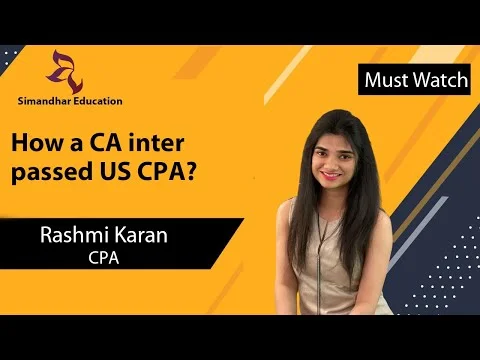 Simandhar Education
Must Watch
How a CA inter
passed US CPA?
Rashmi Karan
CPA